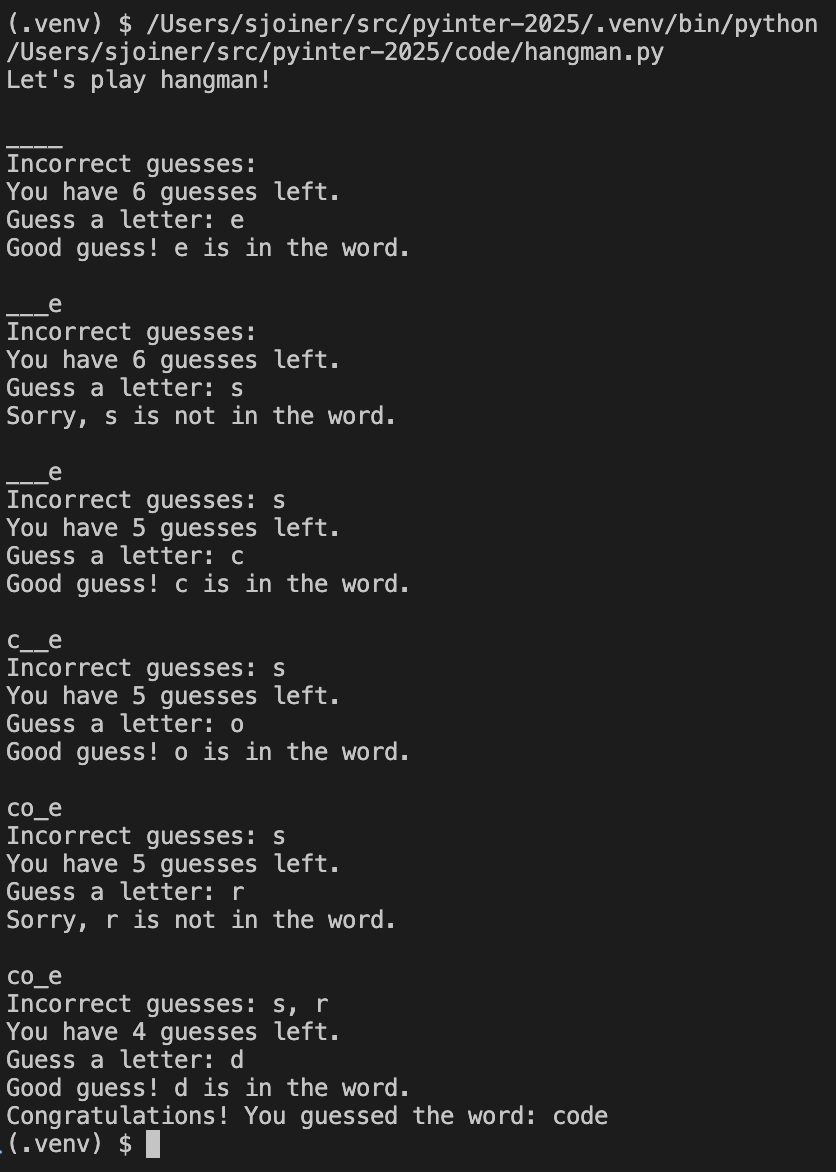 (.venv) $ /Users/sjoiner/src/pyinter-2025/.venv/bin/python
/Users/sjoiner/src/pyinter-2025/code/hangman.py
Let's play hangman!

____
Incorrect guesses:
You have 6 guesses left.
Guess a letter: e
Good guess! e is in the word.

___e
Incorrect guesses:
You have 6 guesses left.
Guess a letter: s
Sorry, s is not in the word.

___e
Incorrect guesses: s
You have 5 guesses left.
Guess a letter: c
Good guess! c is in the word.

c__e
Incorrect guesses: s
You have 5 guesses left.
Guess a letter: o
Good guess! o is in the word.

co_e
Incorrect guesses: s
You have 5 guesses left.
Guess a letter: r
Sorry, r is not in the word.

co_e
Incorrect guesses: s, r
You have 4 guesses left.
Guess a letter: d
Good guess! d is in the word.
Congratulations! You guessed the word: code
(.venv) $